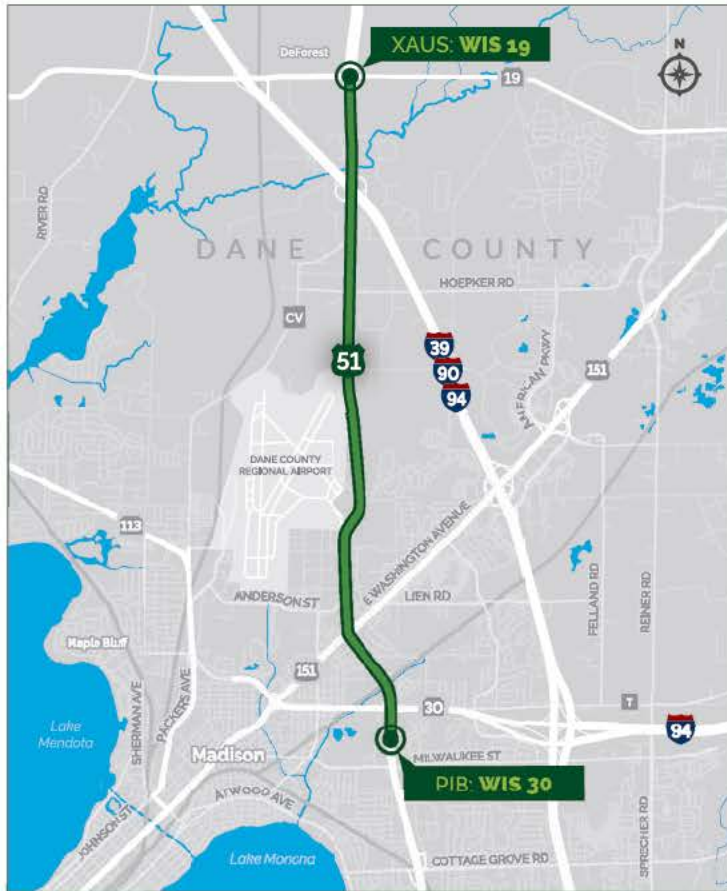 XAUS: WIS 19
DeForest
N
19
RIVER RD
DANE COUNTY
HOEPKER RD
CV
39
51
90
94
AMERICAN PKWY
151
DANE COUNTY
REGIONAL AIRPORT
113
E WASHINGTON AVENUE
ANDERSON ST
LIEN RD
FELLAND RD
REINER RD
Maple Bluff
151
SHERMAN AVE
PACKERS AVE
30
T
94
Lake
Mendota
Madison
MILWAUKEE ST
PIB: WIS 30
ATWOOD AVE
JOHNSON ST
Lake Monona
COTTAGE GROVE RD
SPRECHER RD